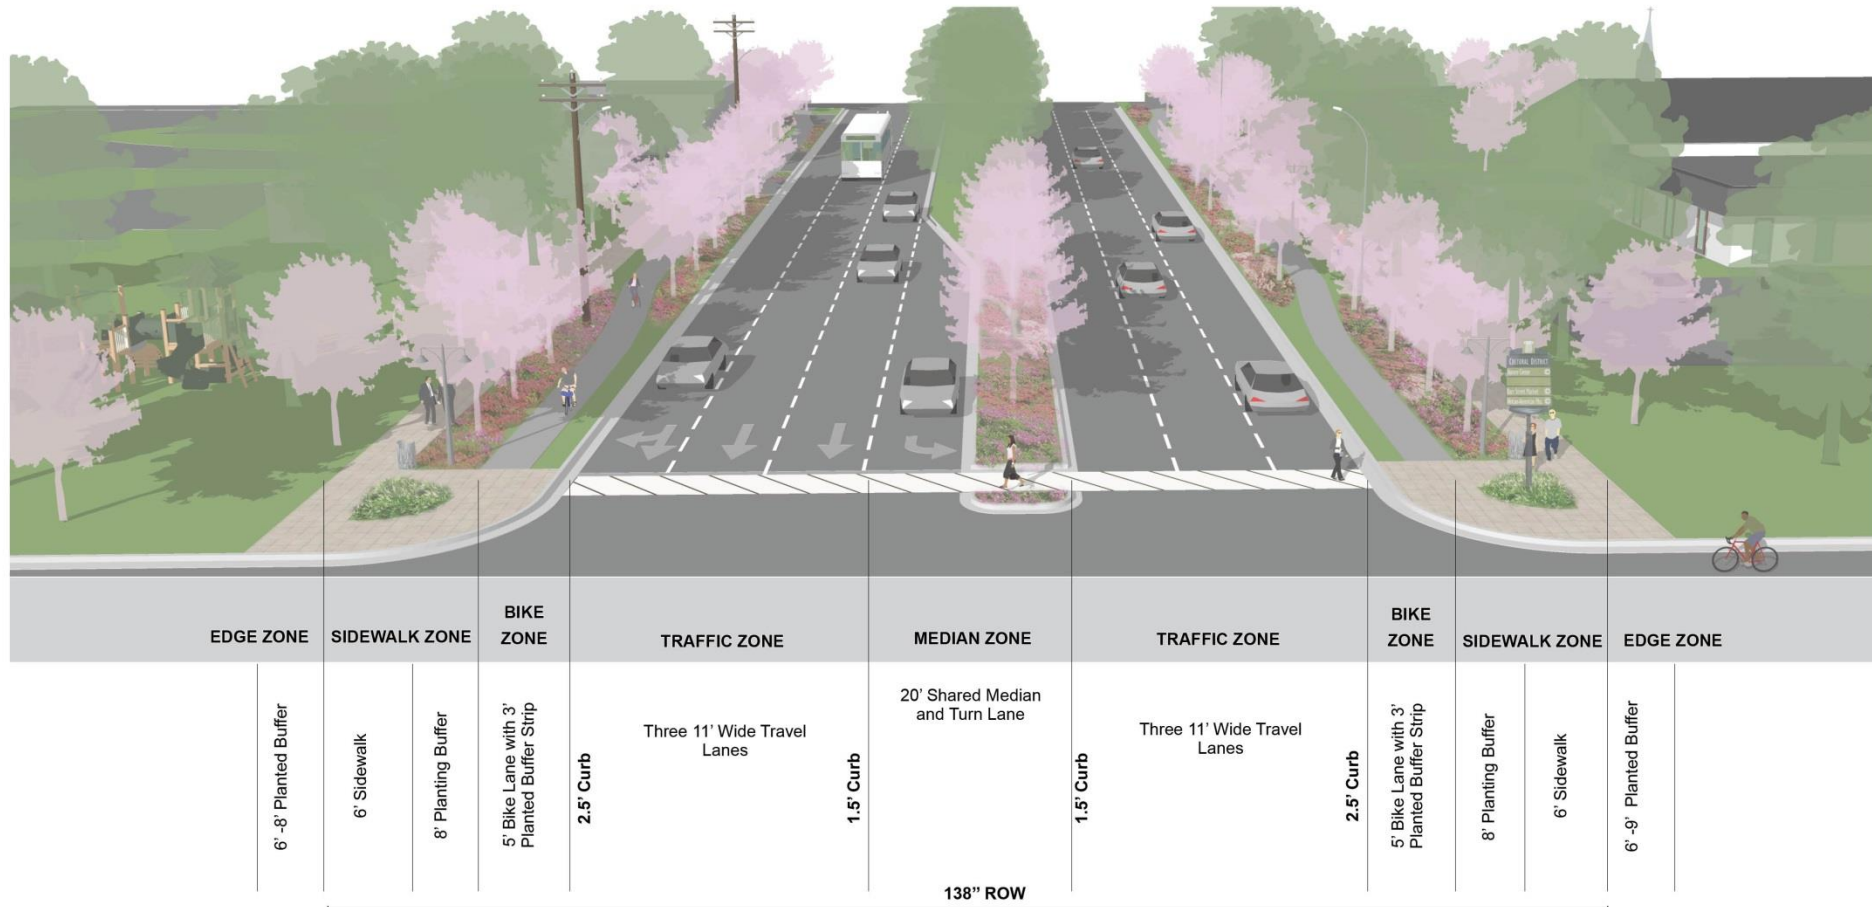 CULTURAL DISTRICT
EDGE ZONE
SIDEWALK ZONE
BIKE
ZONE
TRAFFIC ZONE
MEDIAN ZONE
TRAFFIC ZONE
BIKE
ZONE
SIDEWALK ZONE
EDGE ZONE
6' -8' Planted Buffer
6' Sidewalk
8' Planting Buffer
5' Bike Lane with 3'
Planted Buffer Strip
2.5' Curb
Three 11' Wide Travel
Lanes
1.5' Curb
20' Shared Median
and Turn Lane
1.5' Curb
Three 11' Wide Travel
Lanes
2.5' Curb
5' Bike Lane with 3'
Planted Buffer Strip
8' Planting Buffer
6' Sidewalk
6' -9' Planted Buffer
138” ROW